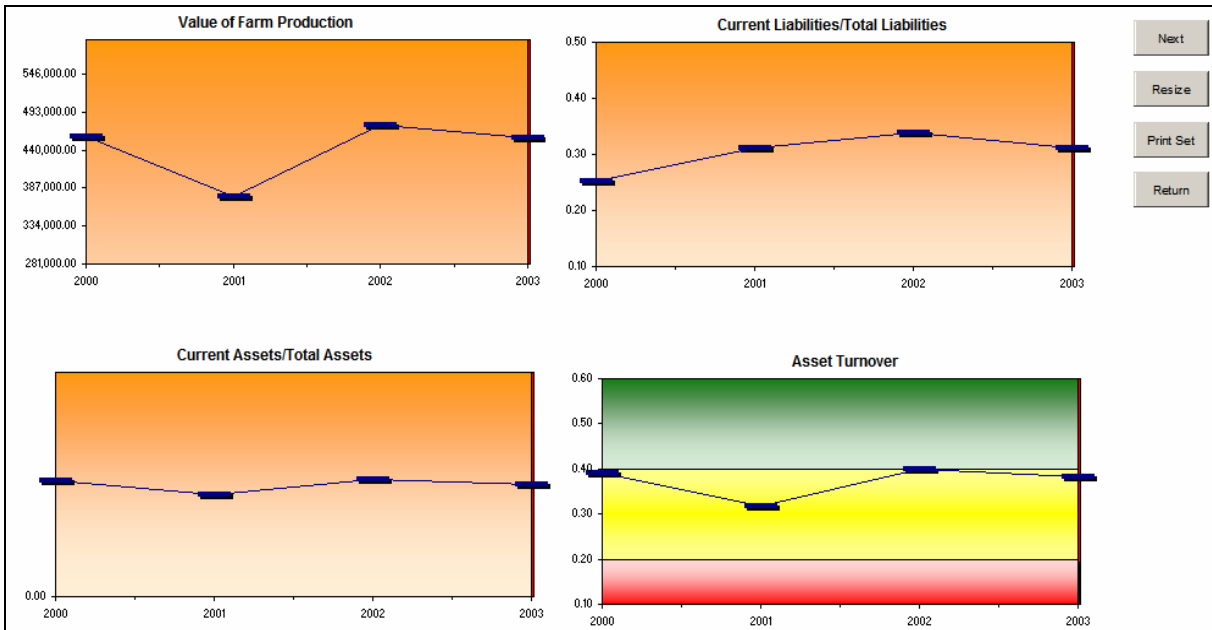 Value of Farm Production
546,000.00
493,000.00
440,000.00
387,000.00
334,000.00
281,000.00
2000 2001 2002 2003
Current Liabilities/Total Liabilities
0.50
0.40
0.30
0.20
0.10
2000 2001 2002 2003
Next
Resize
Print Set
Return
Current Assets/Total Assets
0.00
2000 2001 2002 2003
Asset Turnover
0.60
0.50
0.40
0.30
0.20
0.10
2000 2001 2002 2003